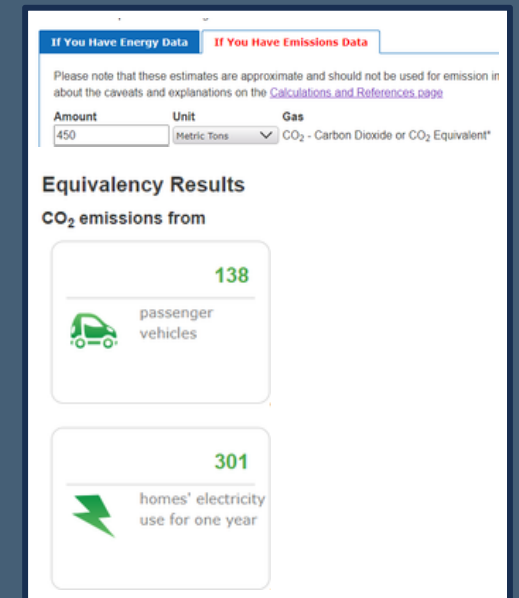 If You Have Energy Data If You Have Emissions Data
Please note that these estimates are approximate and should not be used for emission in
about the caveats and explanations on the Calculations and References page
Amount Unit Gas
450 Metric Tons CO₂ - Carbon Dioxide or CO₂ Equivalent*
Equivalency Results
CO₂ emissions from
138
passenger
vehicles
301
homes' electricity
use for one year